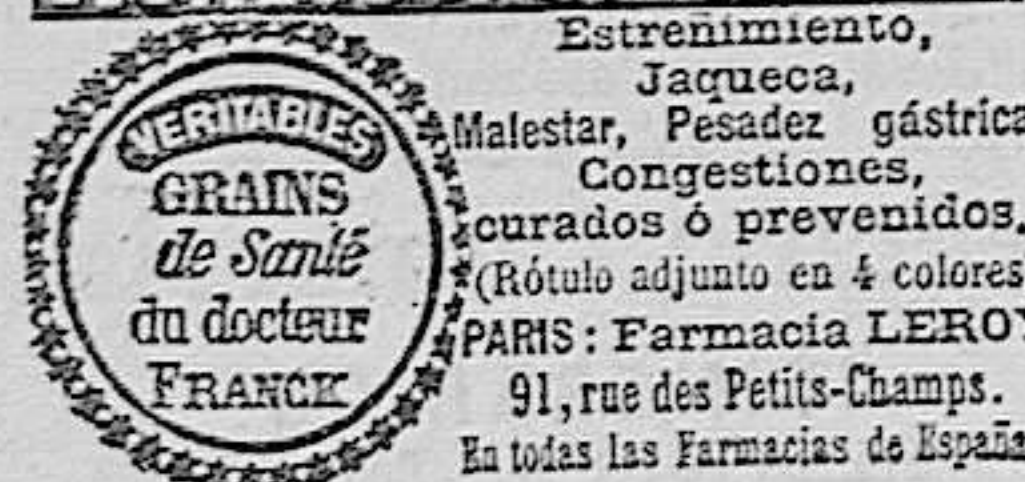 VERITABLES
GRAINS
de Santé
du docteur
FRANCK
Estreñimiento,
Jaqueca,
Malestar, Pesadez gástrica
Congestiones,
curados ó prevenidos.
(Rótulo adjunto en 4 colores
PARIS: Farmacia LEROY
91, rue des Petits-Champs.
En todas las Farmacias de España